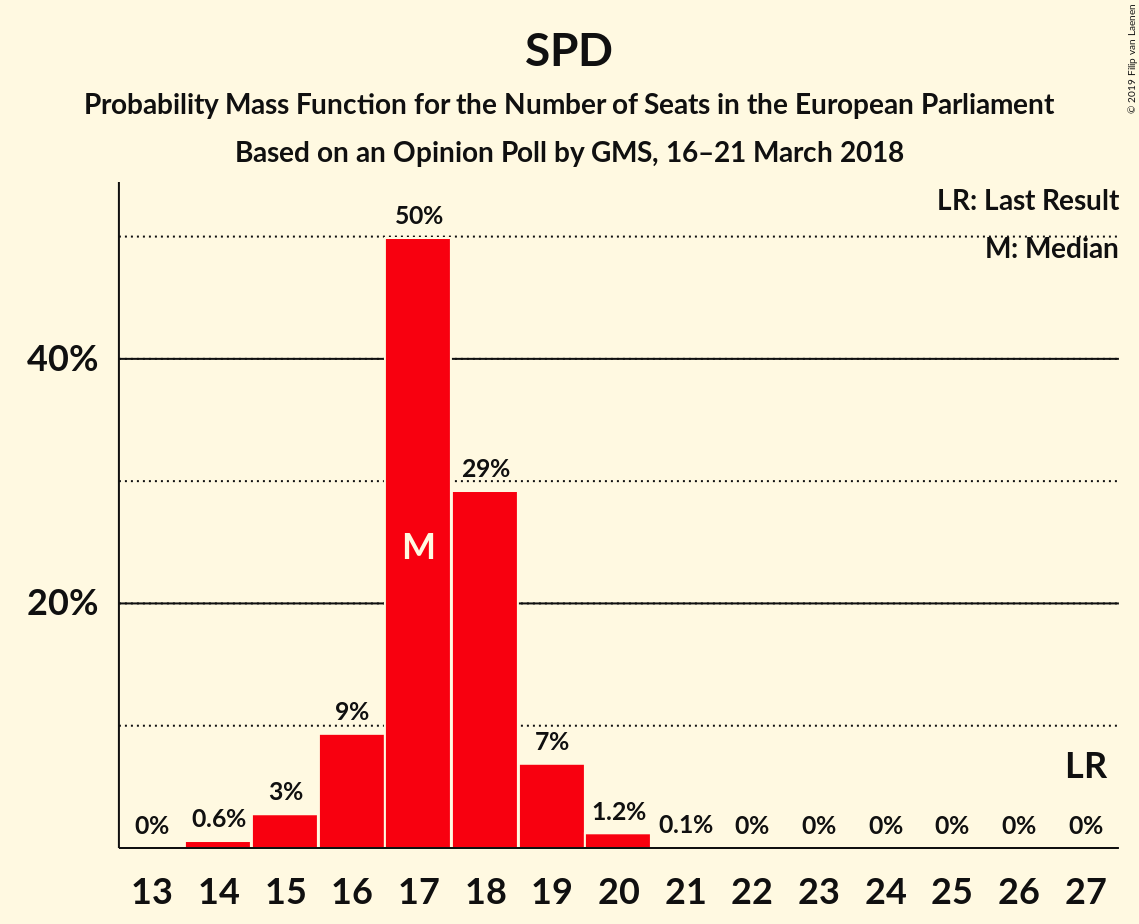 SPD
Probability Mass Function for the Number of Seats in the European Parliament
Based on an Opinion Poll by GMS, 16–21 March 2018
© 2019 Filip van Laenen
LR: Last Result
M: Median
50%
40%
29%
M
20%
9%
7%
LR
3%
0% 0.6% 1.2% 0.1% 0% 0% 0% 0% 0% 0%
13 14 15 16 17 18 19 20 21 22 23 24 25 26 27